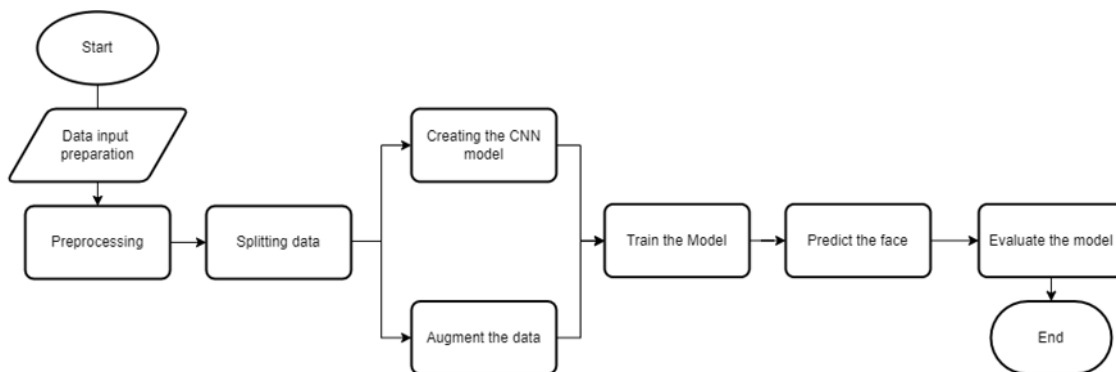 Start
Data input
preparation
Preprocessing
Splitting data
Creating the CNN
model
Augment the data
Train the Model
Predict the face
Evaluate the model
End